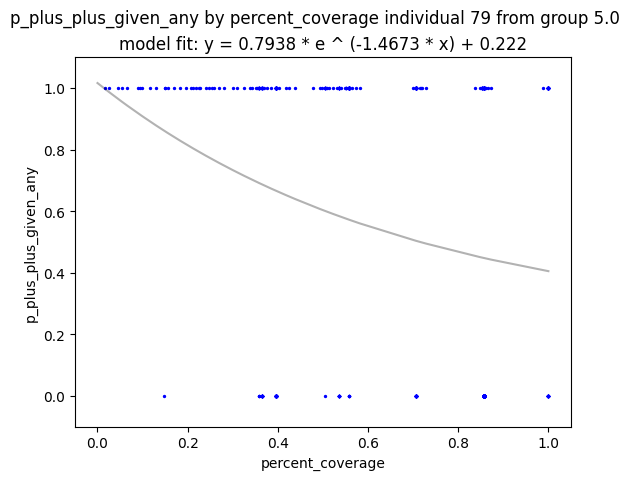 p_plus_plus_given_any by percent_coverage individual 79 from group 5.0
model fit: y = 0.7938 * e ^ (-1.4673 * x) + 0.222
1.0
0.8
0.6
0.4
0.2
0.0
p_plus_plus_given_any
0.0 0.2 0.4 0.6 0.8 1.0
percent_coverage